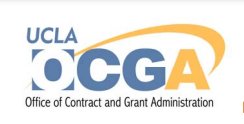 UCLA
OCGA
Office of Contract and Grant Administration